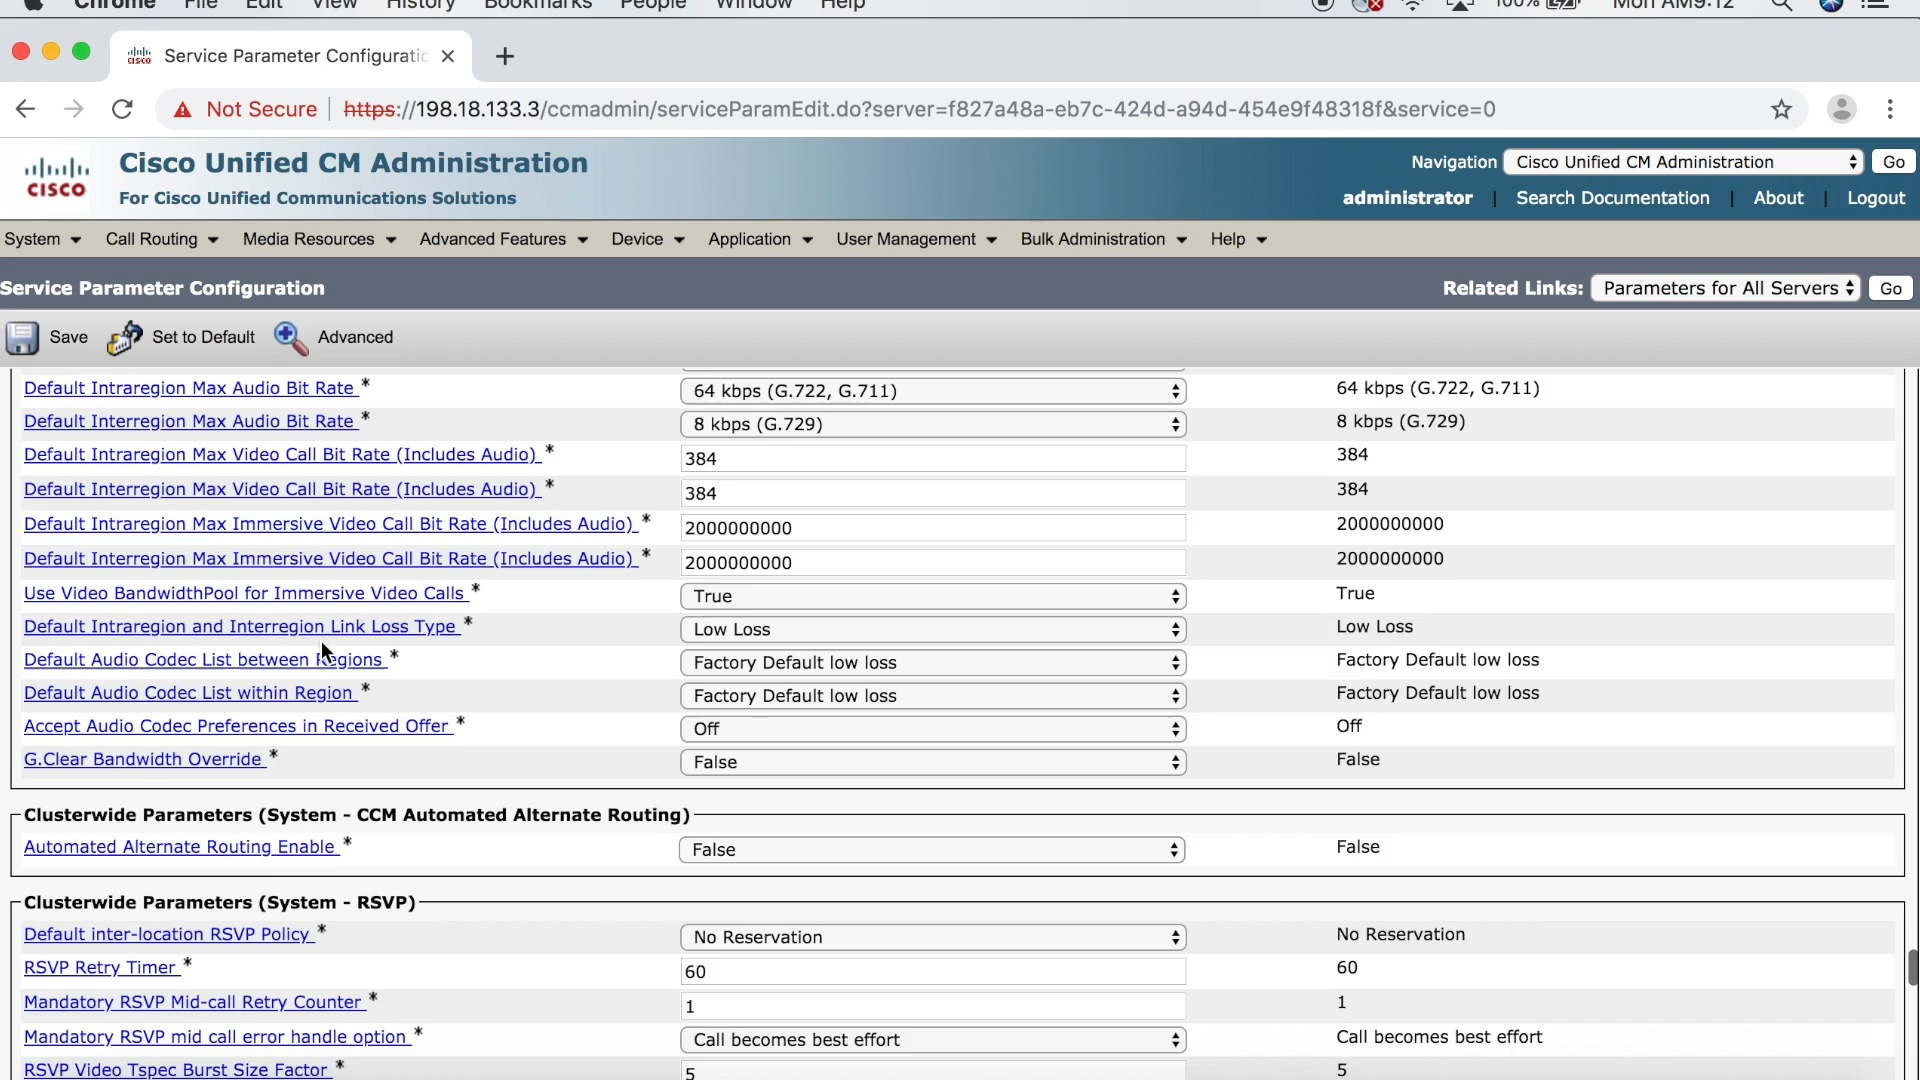 Chrome File Edit View History Bookmarks People Window Help 100% Mon AM9:12
Service Parameter Configuratio
Not Secure | https://198.18.133.3/ccmadmin/serviceParamEdit.do?server=f827a48a-eb7c-424d-a94d-454e9f48318f&service=0
CISCO Cisco Unified CM Administration Navigation Cisco Unified CM Administration Go
For Cisco Unified Communications Solutions administrator | Search Documentation | About | Logout
System Call Routing Media Resources Advanced Features Device Application User Management Bulk Administration Help
Service Parameter Configuration Related Links: Parameters for All Servers Go
Save Set to Default Advanced
Default Intraregion Max Audio Bit Rate * 64 kbps (G.722, G.711) 64 kbps (G.722, G.711)
Default Interregion Max Audio Bit Rate * 8 kbps (G.729) 8 kbps (G.729)
Default Intraregion Max Video Call Bit Rate (Includes Audio) * 384 384
Default Interregion Max Video Call Bit Rate (Includes Audio) * 384 384
Default Intraregion Max Immersive Video Call Bit Rate (Includes Audio) * 2000000000 2000000000
Default Interregion Max Immersive Video Call Bit Rate (Includes Audio) * 2000000000 2000000000
Use Video BandwidthPool for Immersive Video Calls * True True
Default Intraregion and Interregion Link Loss Type * Low Loss Low Loss
Default Audio Codec List between Regions * Factory Default low loss Factory Default low loss
Default Audio Codec List within Region * Factory Default low loss Factory Default low loss
Accept Audio Codec Preferences in Received Offer * Off Off
G.Clear Bandwidth Override * False False
Clusterwide Parameters (System - CCM Automated Alternate Routing)
Automated Alternate Routing Enable * False False
Clusterwide Parameters (System - RSVP)
Default inter-location RSVP Policy * No Reservation No Reservation
RSVP Retry Timer * 60 60
Mandatory RSVP Mid-call Retry Counter * 1 1
Mandatory RSVP mid call error handle option * Call becomes best effort Call becomes best effort
RSVP Video Tspec Burst Size Factor * 5 5